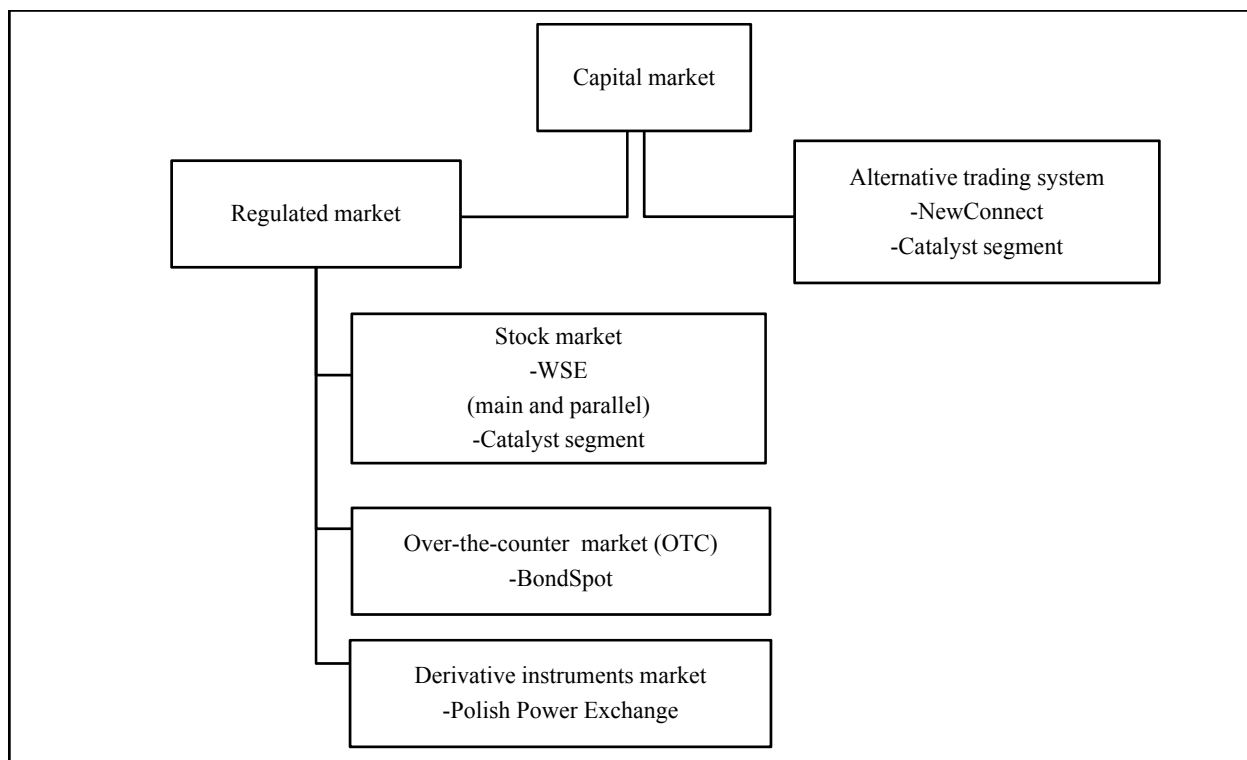 Capital market
Regulated market
Alternative trading system
-NewConnect
-Catalyst segment
Stock market
-WSE
(main and parallel)
-Catalyst segment
Over-the-counter  market (OTC)
-BondSpot
Derivative instruments market
-Polish Power Exchange